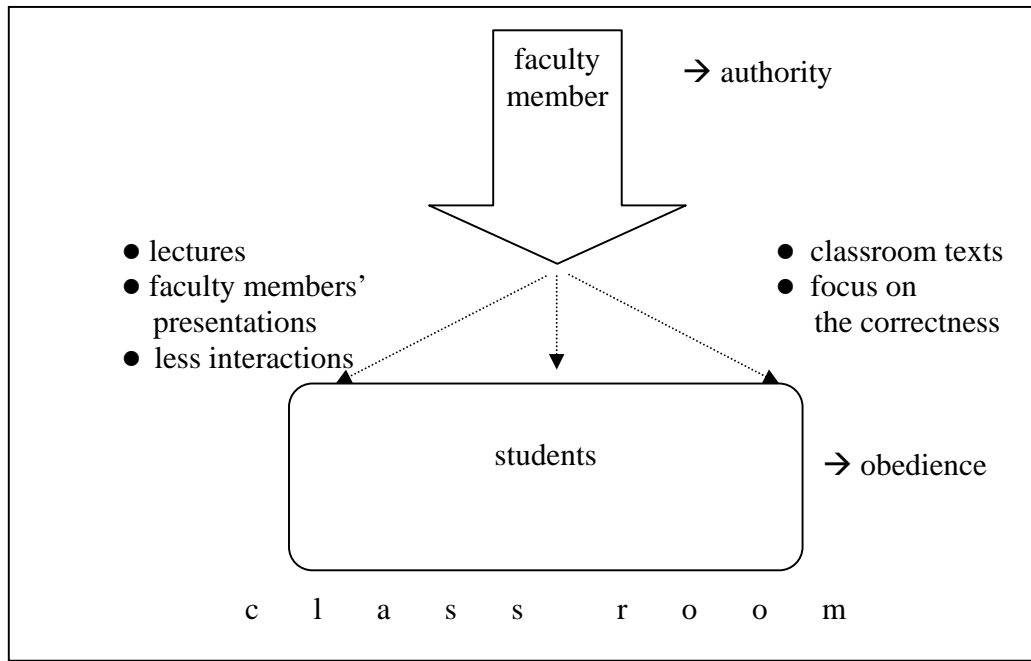 faculty
member
→ authority
● lectures
● faculty members’
presentations
● less interactions
● classroom texts
● focus on
the correctness
students
→ obedience
c l a s s r o o m